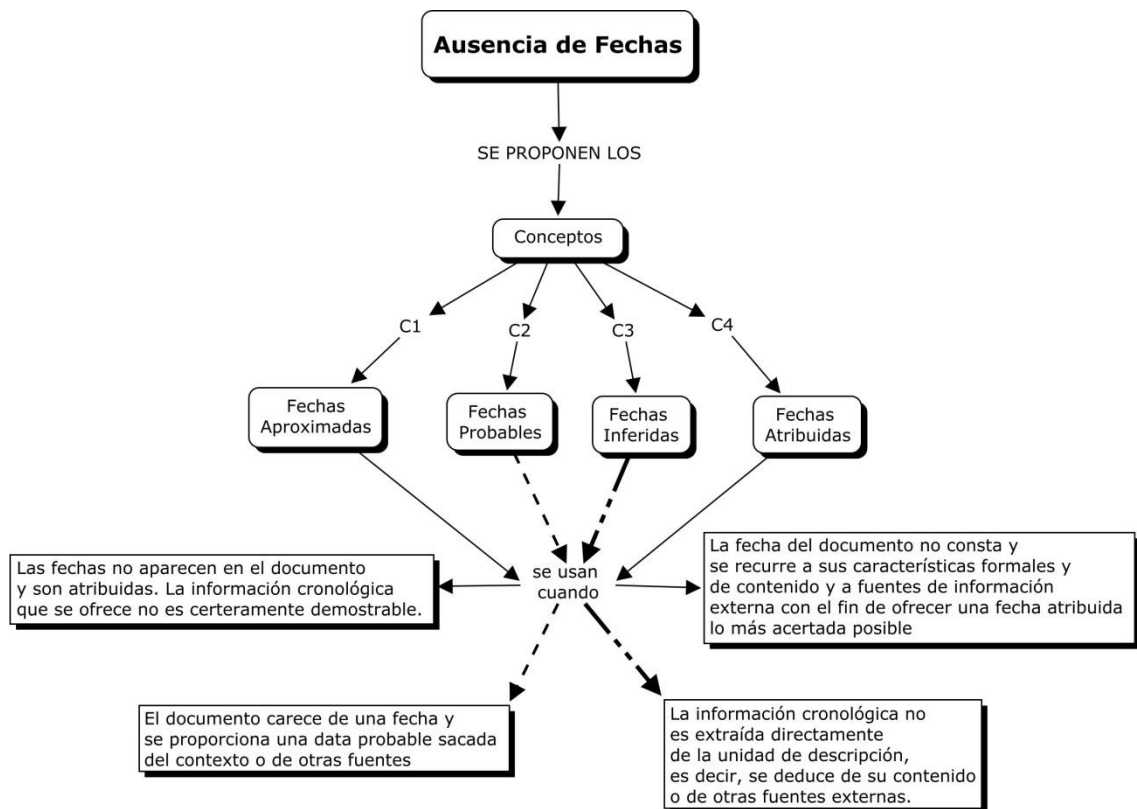 Ausencia de Fechas
SE PROPONEN LOS
Conceptos
C1
C2
C3
C4
Fechas
Aproximadas
Fechas
Probables
Fechas
Inferidas
Fechas
Atribuidas
se usan
cuando
Las fechas no aparecen en el documento
y son atribuidas. La información cronológica
que se ofrece no es certeramente demostrable.
La fecha del documento no consta y
se recurre a sus características formales y
de contenido y a fuentes de información
externa con el fin de ofrecer una fecha atribuida
lo más acertada posible
El documento carece de una fecha y
se proporciona una data probable sacada
del contexto o de otras fuentes
La información cronológica no
es extraída directamente
de la unidad de descripción,
es decir, se deduce de su contenido
o de otras fuentes externas.